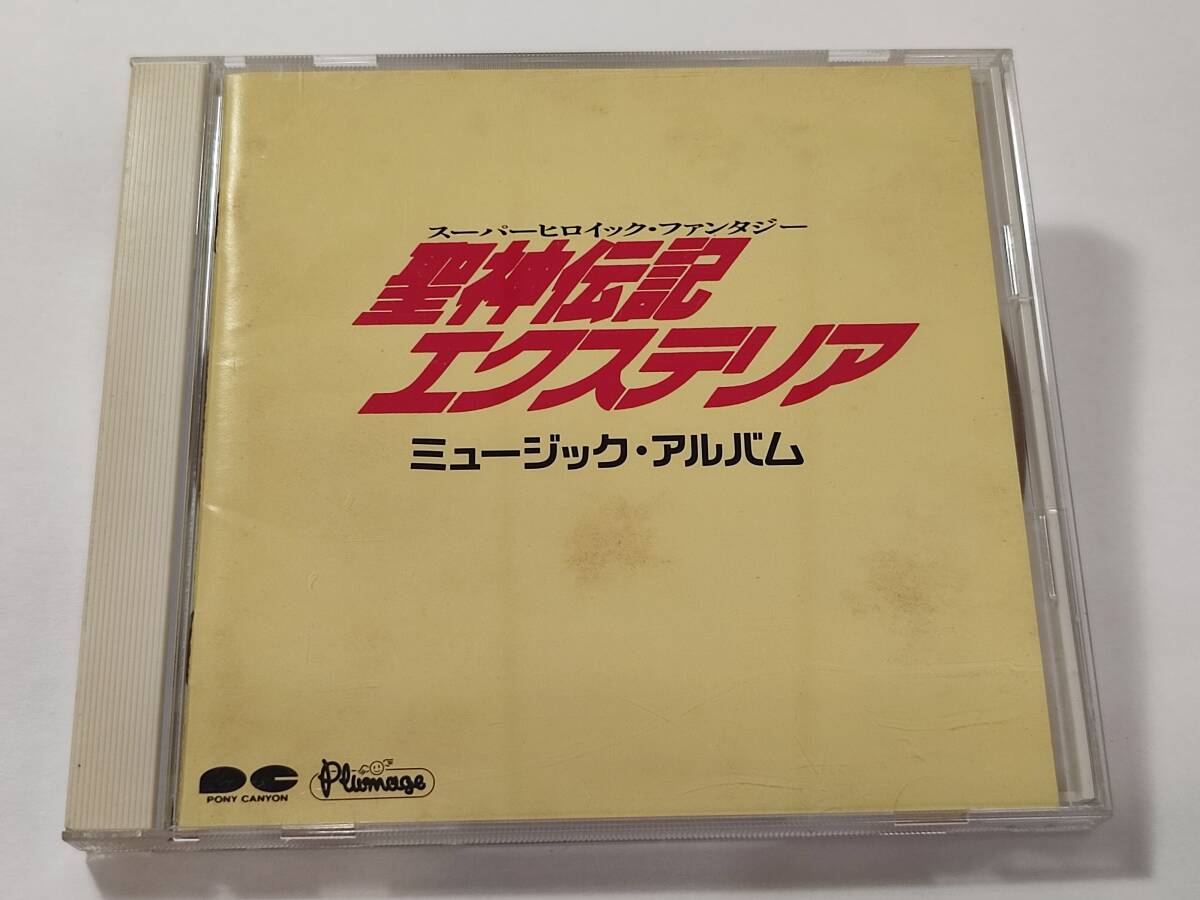 スーパーヒロイック・ファンタジー
聖神伝記
エクステリア
ミュージック・アルバム
PONY CANYON
Plumage